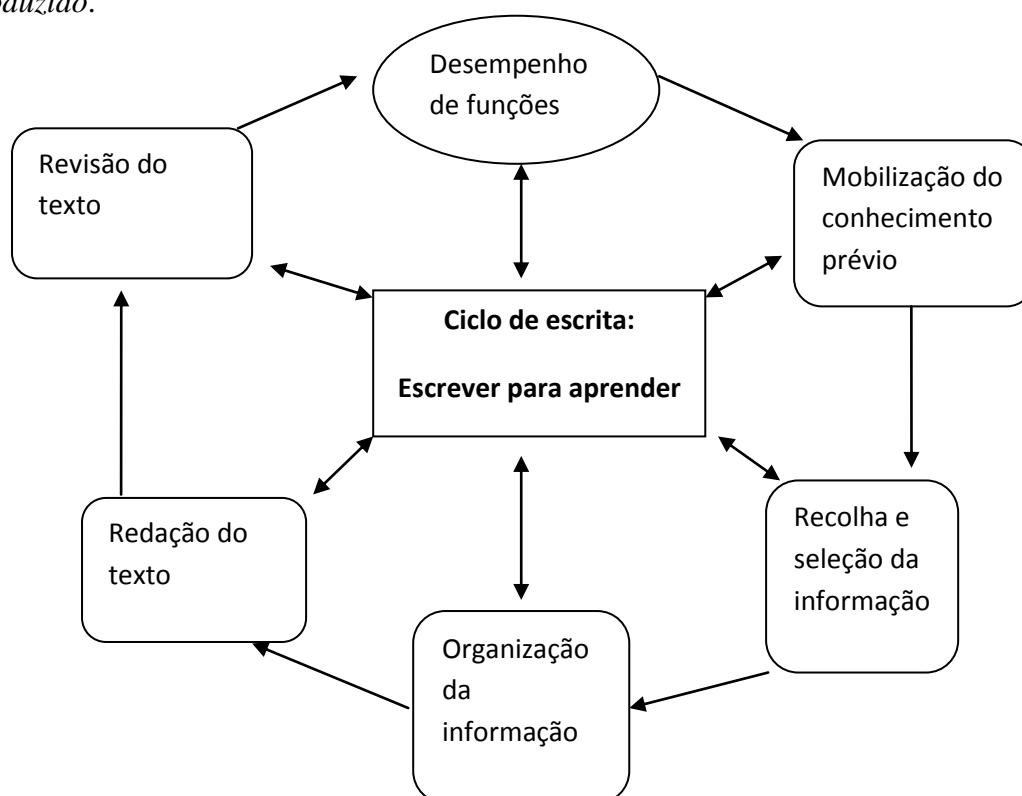 Desempenho
de funções
Revisão do
texto
Mobilização do
conhecimento
prévio
Ciclo de escrita:
Escrever para aprender
Redação do
texto
Recolha e
seleção da
informação
Organização
da
informação